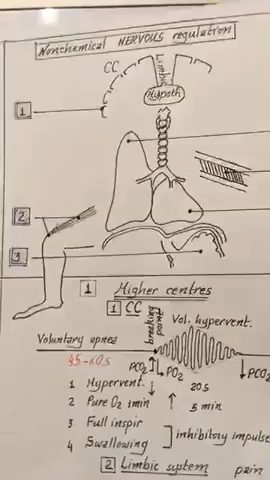 Nonchemical NERVOUS regulation
CC
Limbic
Hypoth
1
2
3
1 Higher centres
1 CC
breaking period
Vol. hypervent.
Voluntary apnea
45-60s
PCO2 ↑ ↓ PO2
↓ PCO2
1 Hypervent. ↓ 20s
2 Pure O2 1min ↑ 5 min
3 Full inspir
4 Swallowing ] inhibitory impulse
2 Limbic system pain